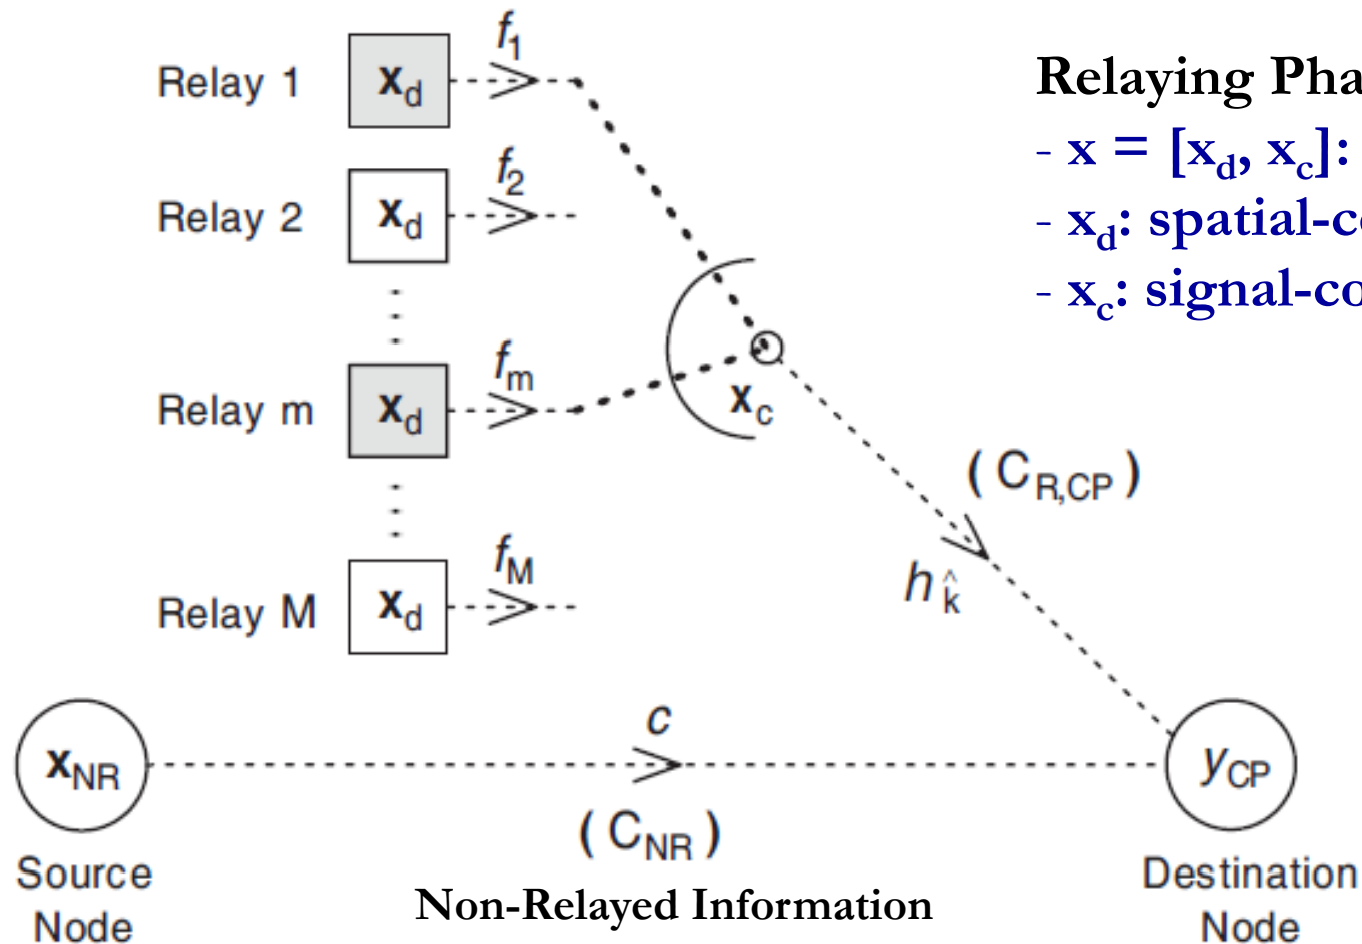 Relaying Pha
- x = [x_d, x_c]:
- x_d: spatial-c
- x_c: signal-co
Relay 1 x_d f_1
Relay 2 x_d f_2
Relay m x_d f_m
x_c
Relay M x_d f_M
( C_R,CP )
h_k̂
x_NR c y_CP
( C_NR )
Source
Node
Non-Relayed Information
Destination
Node